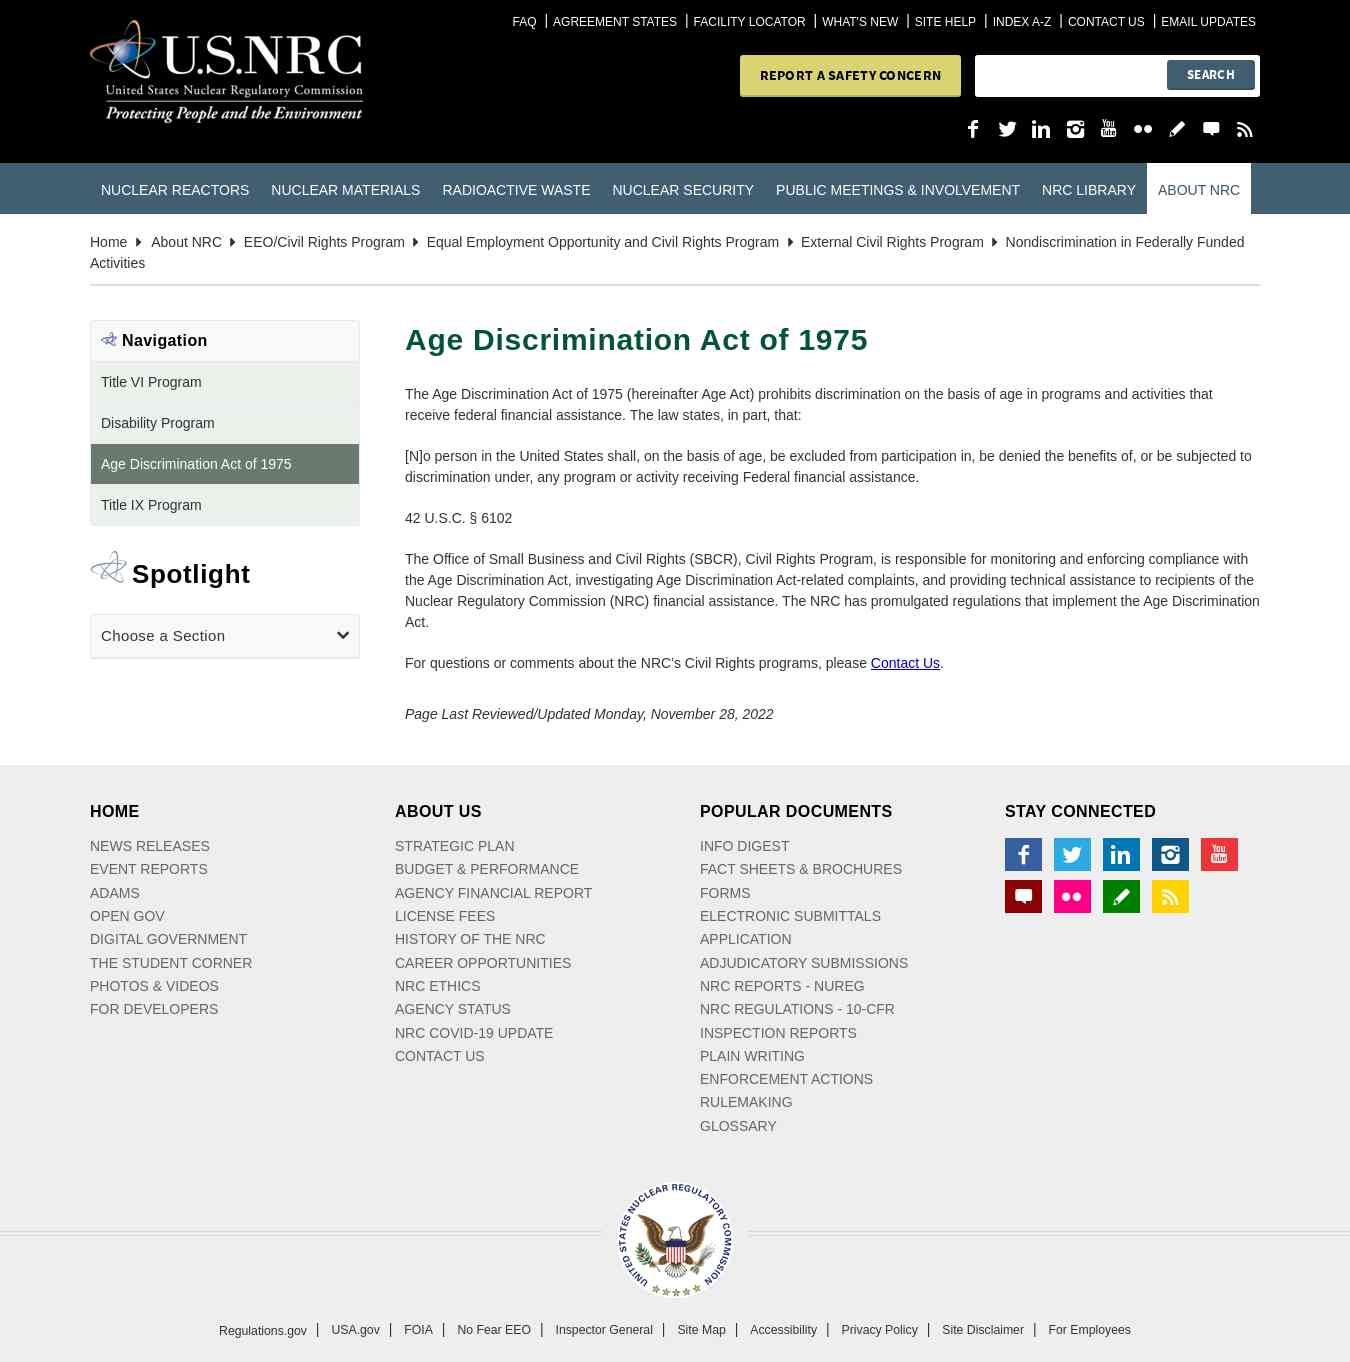 FAQ | AGREEMENT STATES | FACILITY LOCATOR | WHAT'S NEW | SITE HELP | INDEX A-Z | CONTACT US | EMAIL UPDATES
U.S.NRC
United States Nuclear Regulatory Commission
Protecting People and the Environment
REPORT A SAFETY CONCERN
SEARCH
You Tube
NUCLEAR REACTORS NUCLEAR MATERIALS RADIOACTIVE WASTE NUCLEAR SECURITY PUBLIC MEETINGS & INVOLVEMENT NRC LIBRARY ABOUT NRC
Home About NRC EEO/Civil Rights Program Equal Employment Opportunity and Civil Rights Program External Civil Rights Program Nondiscrimination in Federally Funded
Activities
Navigation
Title VI Program
Disability Program
Age Discrimination Act of 1975
Title IX Program
Spotlight
Choose a Section
Age Discrimination Act of 1975
The Age Discrimination Act of 1975 (hereinafter Age Act) prohibits discrimination on the basis of age in programs and activities that
receive federal financial assistance. The law states, in part, that:
[N]o person in the United States shall, on the basis of age, be excluded from participation in, be denied the benefits of, or be subjected to
discrimination under, any program or activity receiving Federal financial assistance.
42 U.S.C. § 6102
The Office of Small Business and Civil Rights (SBCR), Civil Rights Program, is responsible for monitoring and enforcing compliance with
the Age Discrimination Act, investigating Age Discrimination Act-related complaints, and providing technical assistance to recipients of the
Nuclear Regulatory Commission (NRC) financial assistance. The NRC has promulgated regulations that implement the Age Discrimination
Act.
For questions or comments about the NRC's Civil Rights programs, please Contact Us.
Page Last Reviewed/Updated Monday, November 28, 2022
HOME
NEWS RELEASES
EVENT REPORTS
ADAMS
OPEN GOV
DIGITAL GOVERNMENT
THE STUDENT CORNER
PHOTOS & VIDEOS
FOR DEVELOPERS
ABOUT US
STRATEGIC PLAN
BUDGET & PERFORMANCE
AGENCY FINANCIAL REPORT
LICENSE FEES
HISTORY OF THE NRC
CAREER OPPORTUNITIES
NRC ETHICS
AGENCY STATUS
NRC COVID-19 UPDATE
CONTACT US
POPULAR DOCUMENTS
INFO DIGEST
FACT SHEETS & BROCHURES
FORMS
ELECTRONIC SUBMITTALS
APPLICATION
ADJUDICATORY SUBMISSIONS
NRC REPORTS - NUREG
NRC REGULATIONS - 10-CFR
INSPECTION REPORTS
PLAIN WRITING
ENFORCEMENT ACTIONS
RULEMAKING
GLOSSARY
STAY CONNECTED
You Tube
UNITED STATES NUCLEAR REGULATORY COMMISSION
Regulations.gov | USA.gov | FOIA | No Fear EEO | Inspector General | Site Map | Accessibility | Privacy Policy | Site Disclaimer | For Employees